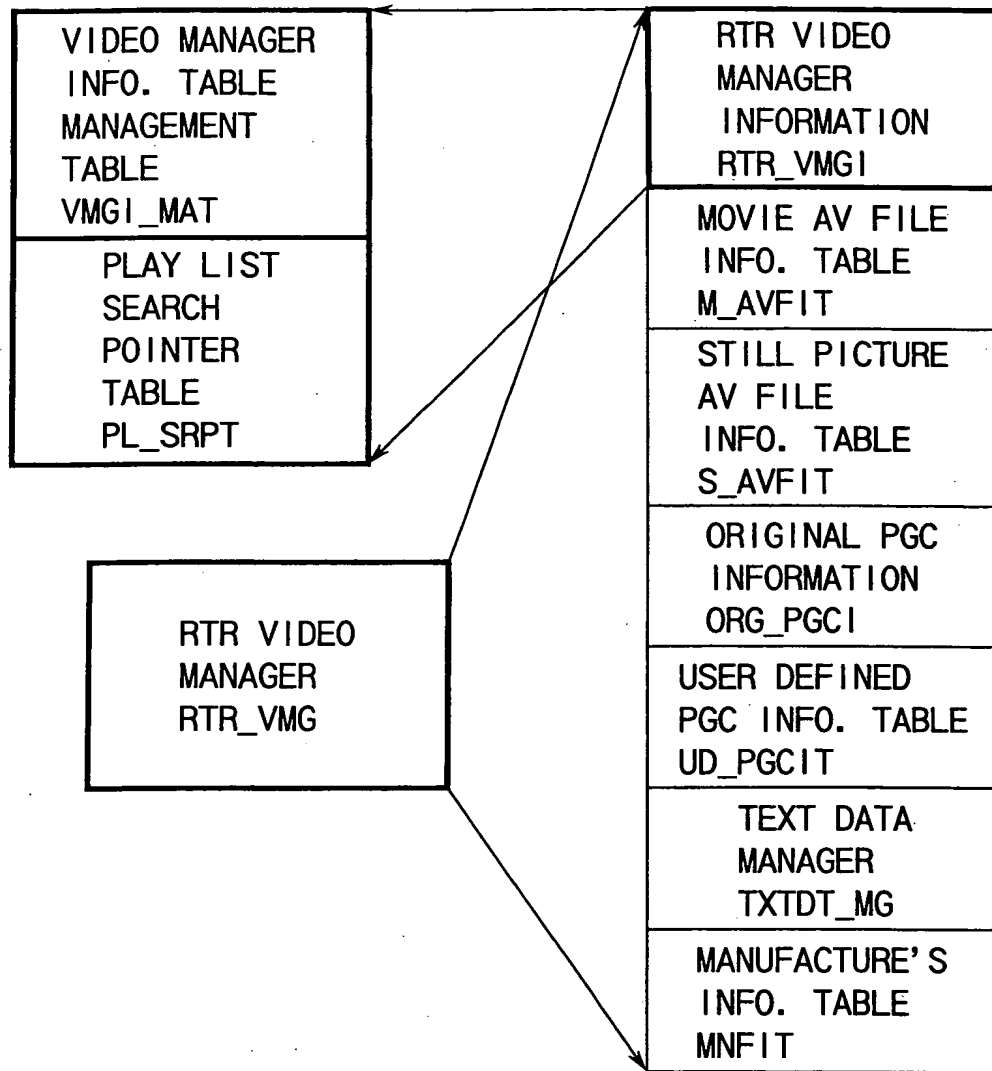 VIDEO MANAGER
INFO. TABLE
MANAGEMENT
TABLE
VMGI_MAT
PLAY LIST
SEARCH
POINTER
TABLE
PL_SRPT
RTR VIDEO
MANAGER
RTR_VMG
RTR VIDEO
MANAGER
INFORMATION
RTR_VMGI
MOVIE AV FILE
INFO. TABLE
M_AVFIT
STILL PICTURE
AV FILE
INFO. TABLE
S_AVFIT
ORIGINAL PGC
INFORMATION
ORG_PGCI
USER DEFINED
PGC INFO. TABLE
UD_PGCIT
TEXT DATA
MANAGER
TXTDT_MG
MANUFACTURE'S
INFO. TABLE
MNFIT